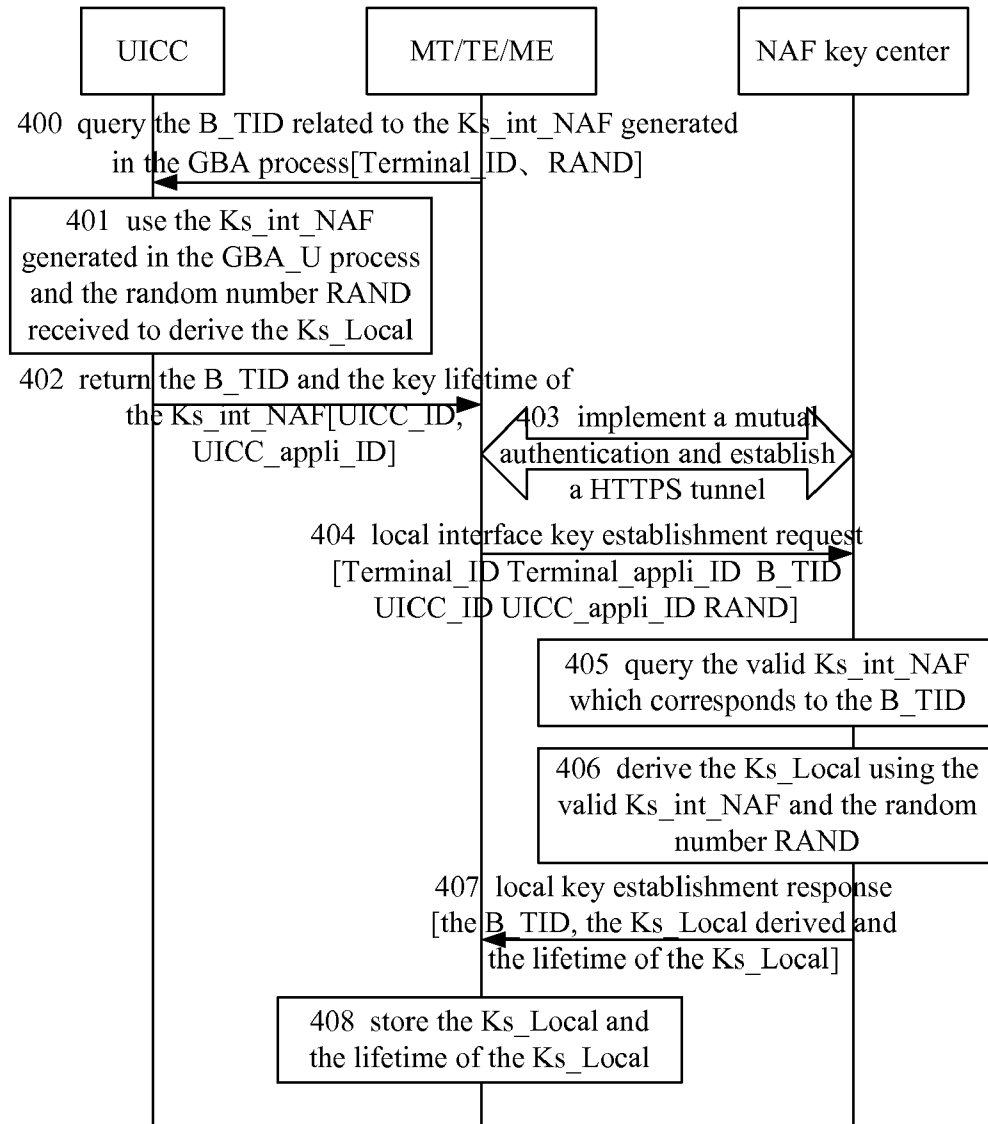 UICC
MT/TE/ME
NAF key center
400 query the B_TID related to the Ks_int_NAF generated
in the GBA process[Terminal_ID、RAND]
401 use the Ks_int_NAF
generated in the GBA_U process
and the random number RAND
received to derive the Ks_Local
402 return the B_TID and the key lifetime of
the Ks_int_NAF[UICC_ID,
UICC_appli_ID]
403 implement a mutual
authentication and establish
a HTTPS tunnel
404 local interface key establishment request
[Terminal_ID Terminal_appli_ID B_TID
UICC_ID UICC_appli_ID RAND]
405 query the valid Ks_int_NAF
which corresponds to the B_TID
406 derive the Ks_Local using the
valid Ks_int_NAF and the random
number RAND
407 local key establishment response
[the B_TID, the Ks_Local derived and
the lifetime of the Ks_Local]
408 store the Ks_Local and
the lifetime of the Ks_Local